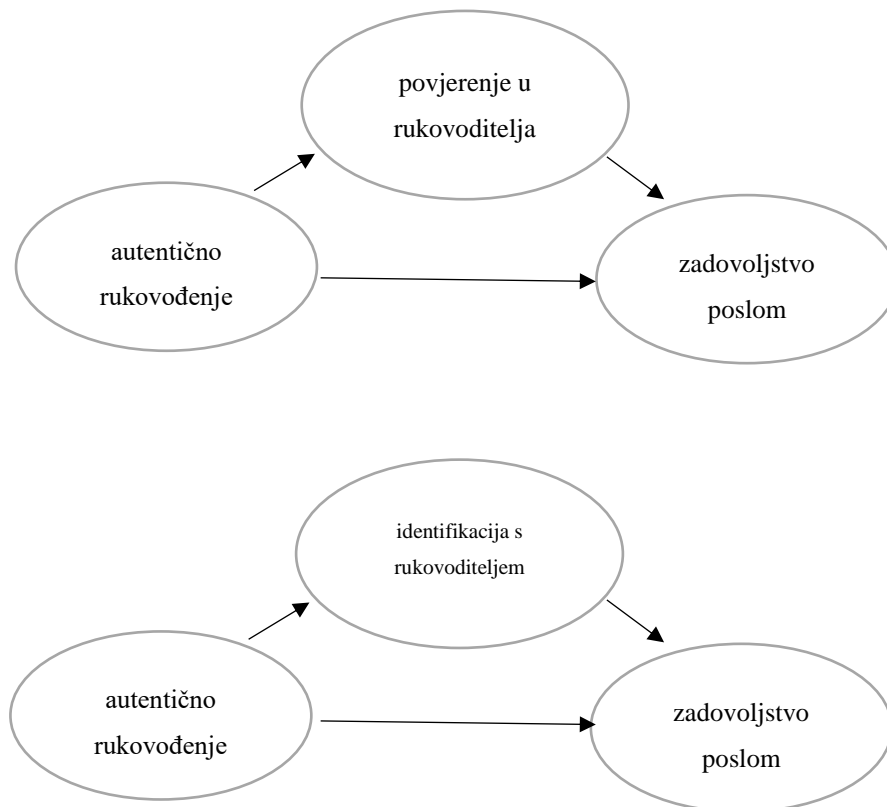 povjerenje u
rukovoditelja
autentično
rukovođenje
zadovoljstvo
poslom
identifikacija s
rukovoditeljem
autentično
rukovođenje
zadovoljstvo
poslom